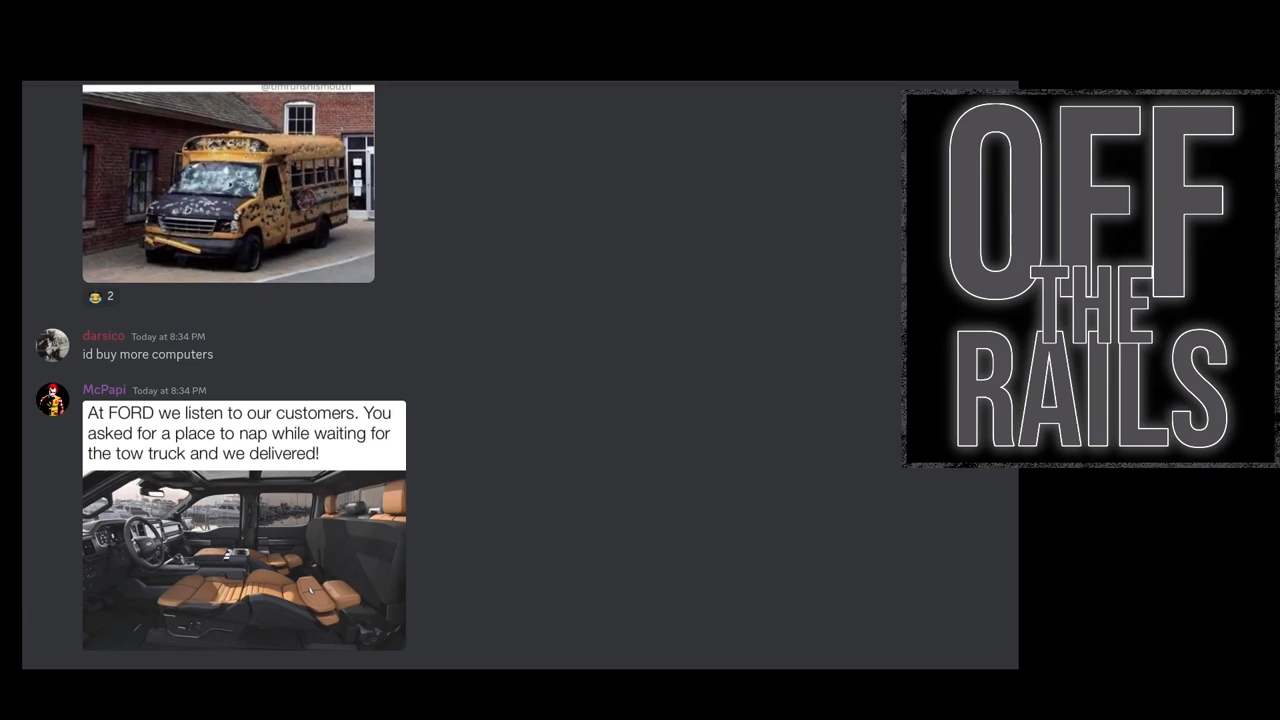 @timrunshismouth
2
darsico Today at 8:34 PM
id buy more computers
McPapi Today at 8:34 PM
At FORD we listen to our customers. You
asked for a place to nap while waiting for
the tow truck and we delivered!
OFF
THE
RAILS